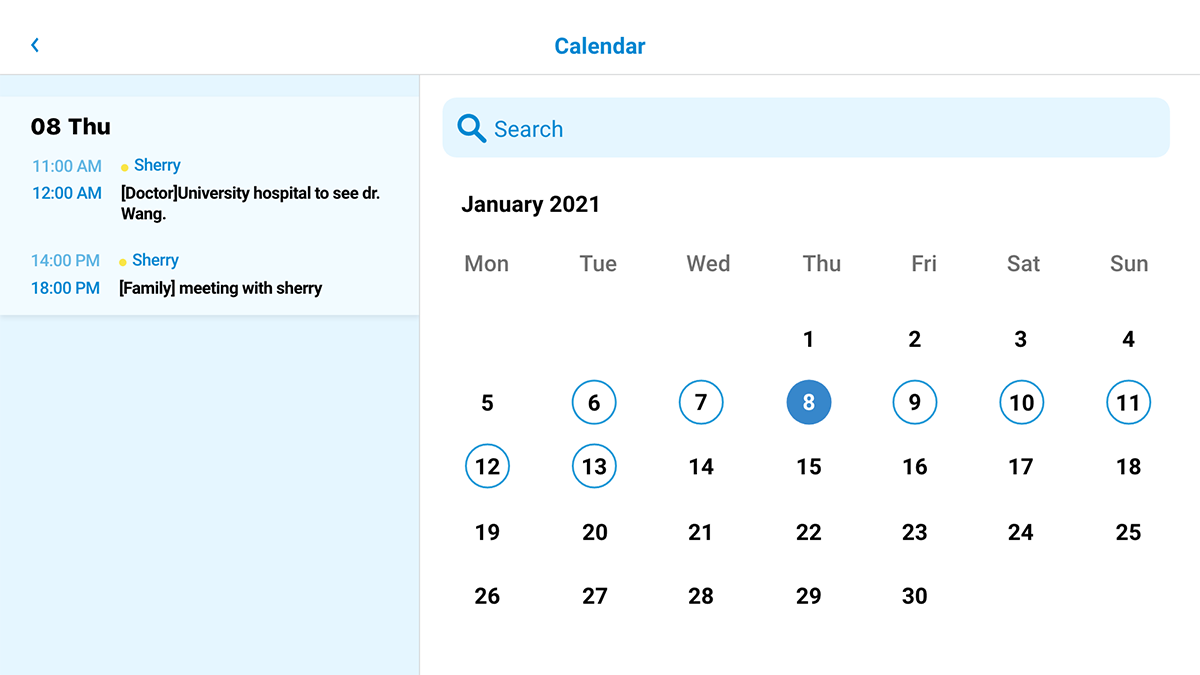 Calendar
08 Thu
11:00 AM Sherry
12:00 AM [Doctor]University hospital to see dr.
Wang.
14:00 PM Sherry
18:00 PM [Family] meeting with sherry
Search
January 2021
Mon Tue Wed Thu Fri Sat Sun
1 2 3 4
5 6 7 8 9 10 11
12 13 14 15 16 17 18
19 20 21 22 23 24 25
26 27 28 29 30